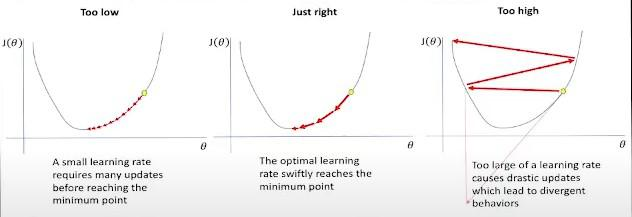 Too low
J(θ)
θ
A small learning rate
requires many updates
before reaching the
minimum point
Just right
J(θ)
θ
The optimal learning
rate swiftly reaches the
minimum point
Too high
J(θ)
θ
Too large of a learning rate
causes drastic updates
which lead to divergent
behaviors